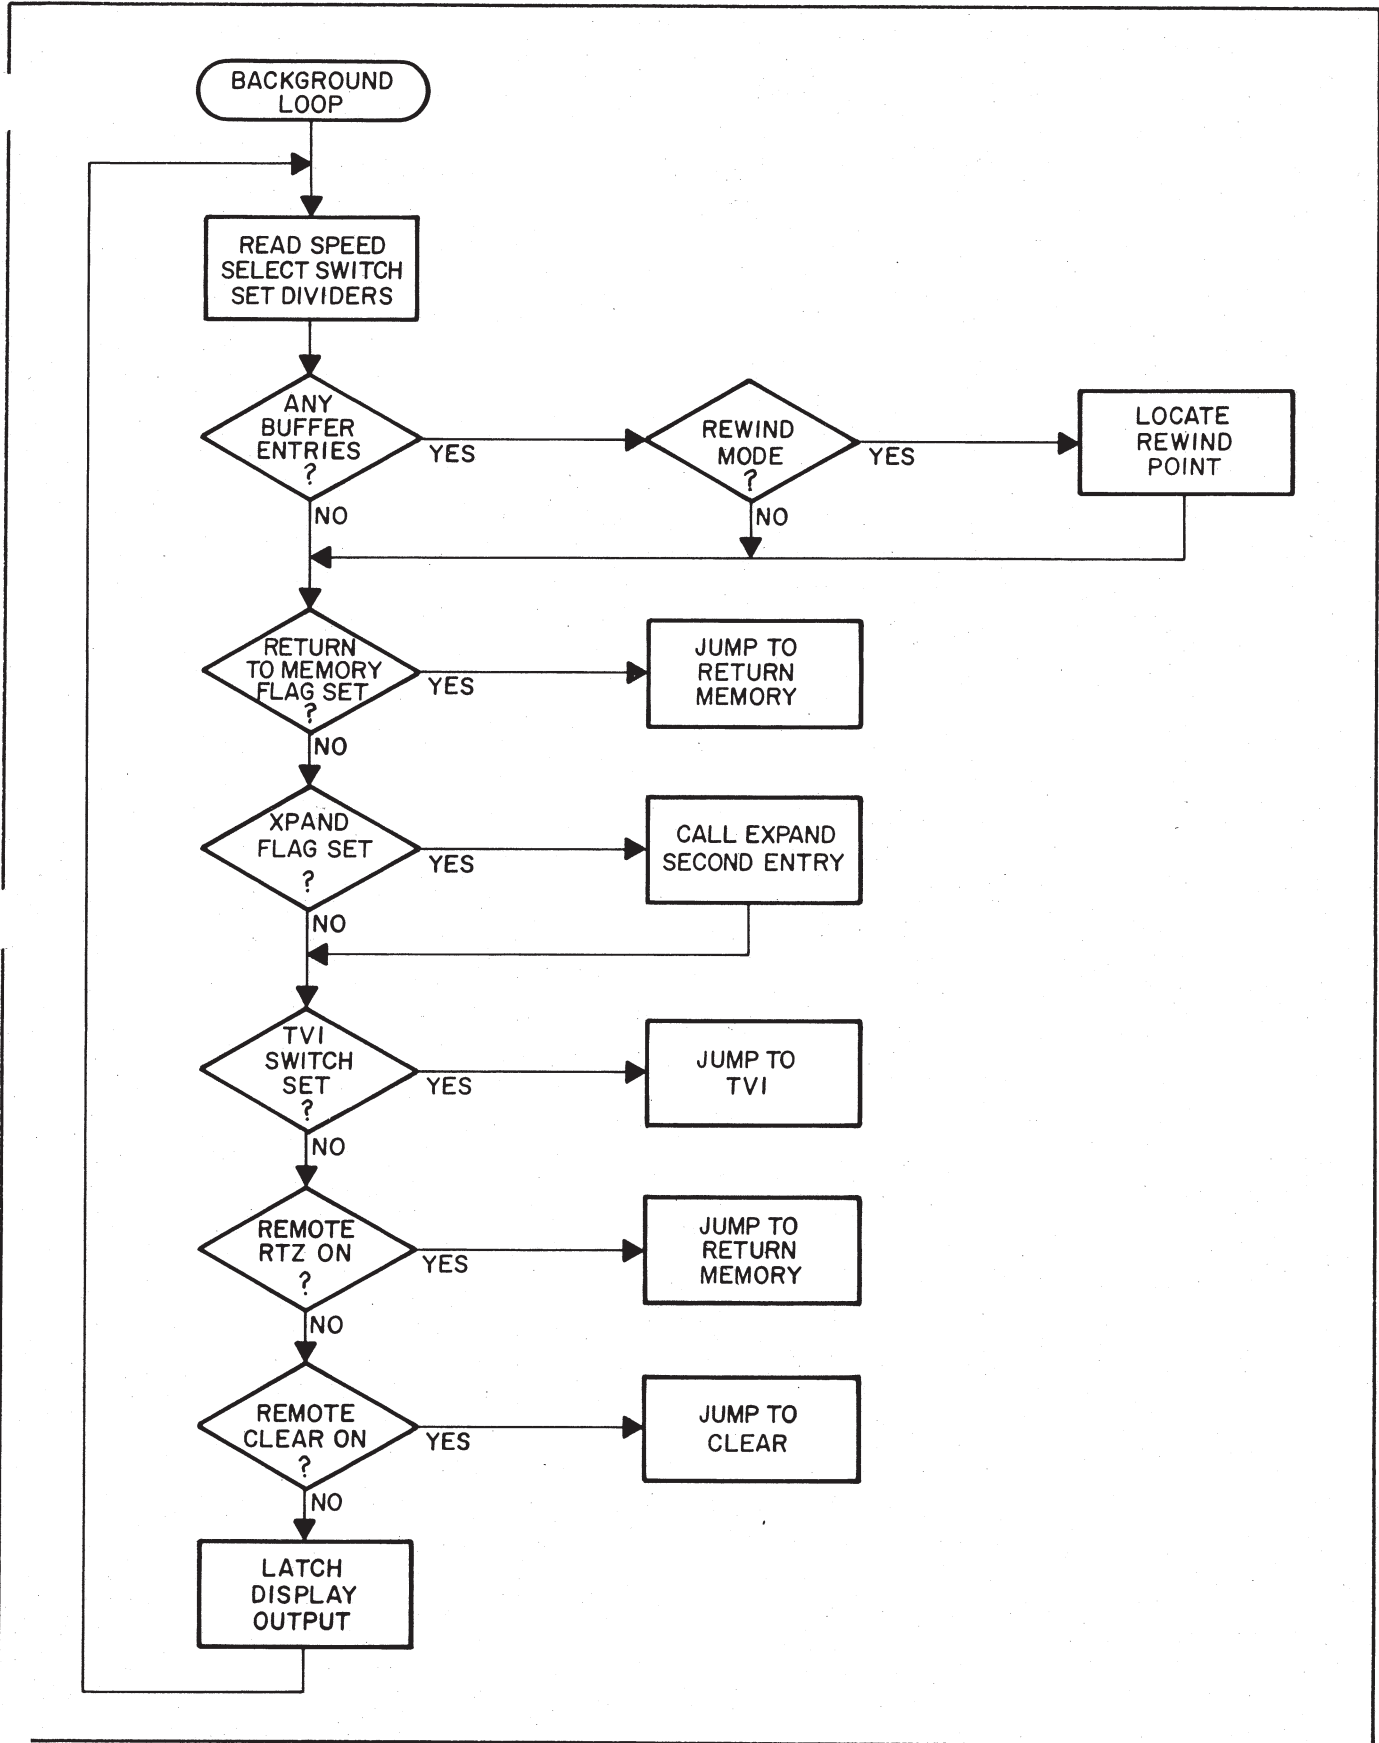 BACKGROUND
LOOP
READ SPEED
SELECT SWITCH
SET DIVIDERS
ANY
BUFFER
ENTRIES
?
YES
NO
REWIND
MODE
?
YES
NO
LOCATE
REWIND
POINT
RETURN
TO MEMORY
FLAG SET
?
YES
NO
JUMP TO
RETURN
MEMORY
XPAND
FLAG SET
?
YES
NO
CALL EXPAND
SECOND ENTRY
TVI
SWITCH
SET
?
YES
NO
JUMP TO
TVI
REMOTE
RTZ ON
?
YES
NO
JUMP TO
RETURN
MEMORY
REMOTE
CLEAR ON
?
YES
NO
JUMP TO
CLEAR
LATCH
DISPLAY
OUTPUT